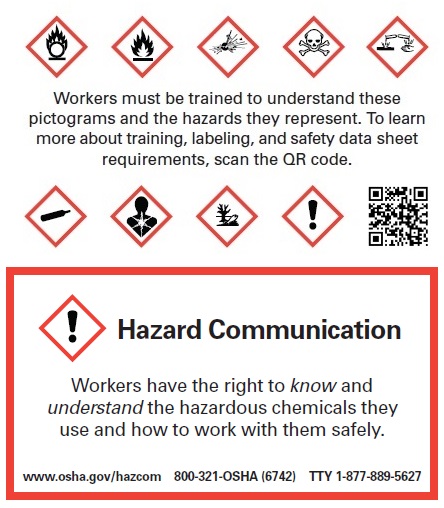 Workers must be trained to understand these
pictograms and the hazards they represent. To learn
more about training, labeling, and safety data sheet
requirements, scan the QR code.
Hazard Communication
Workers have the right to know and
understand the hazardous chemicals they
use and how to work with them safely.
www.osha.gov/hazcom 800-321-OSHA (6742) TTY 1-877-889-5627